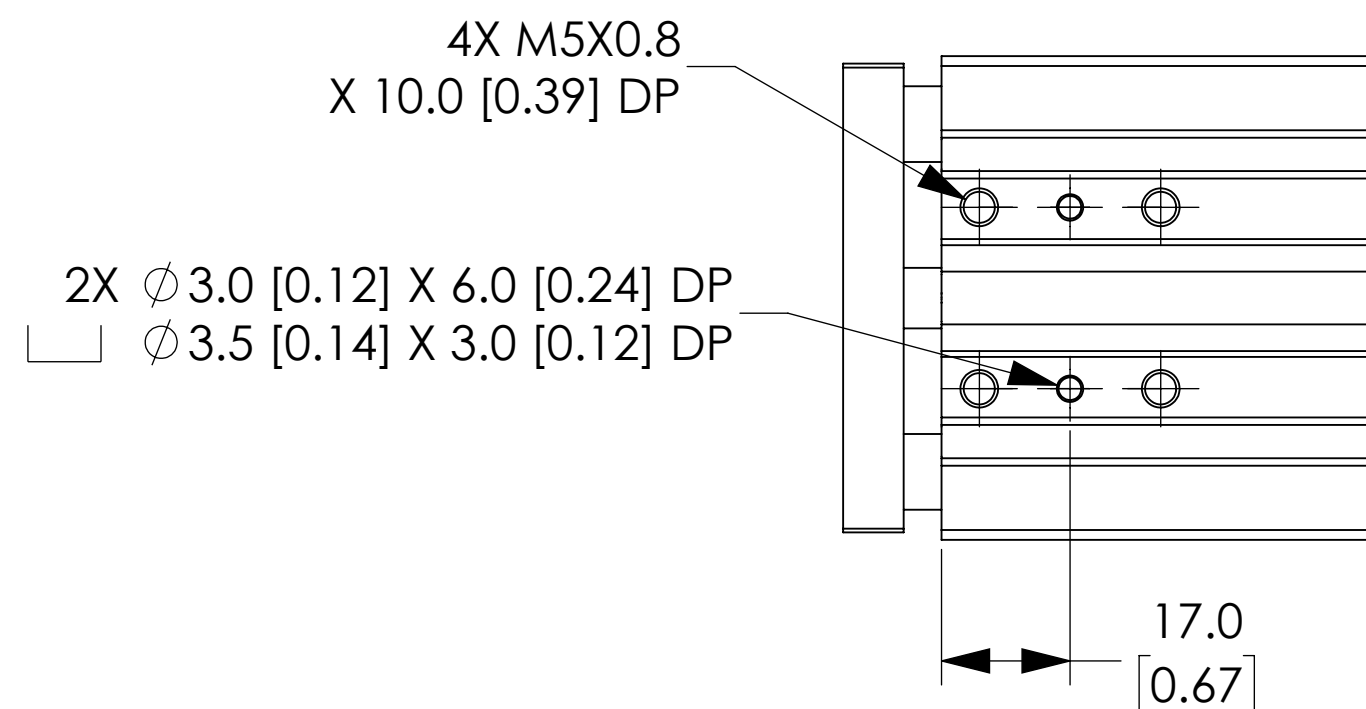 4X M5X0.8
X 10.0 [0.39] DP
2X ∅3.0 [0.12] X 6.0 [0.24] DP
⌴ ∅3.5 [0.14] X 3.0 [0.12] DP
17.0
[0.67]